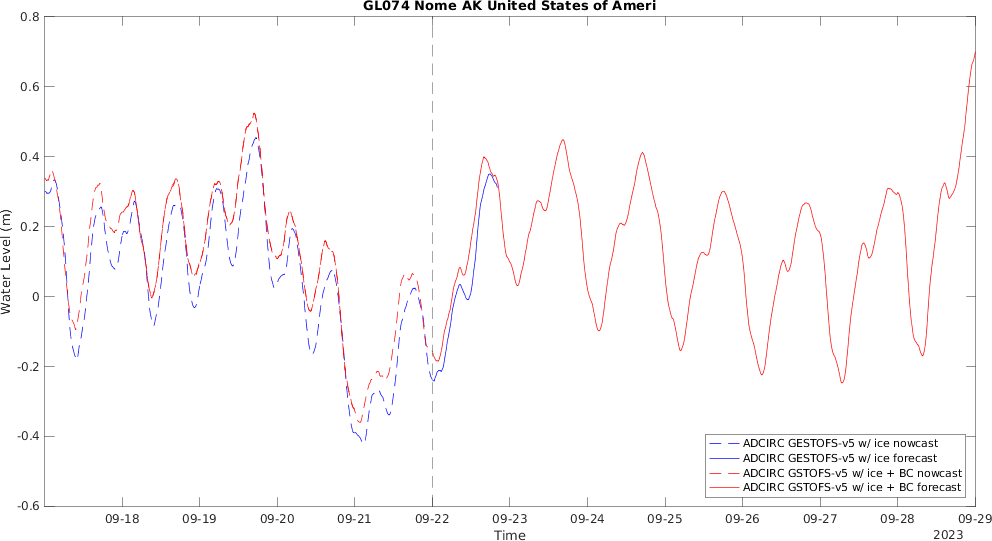 GL074 Nome AK United States of Ameri
0.8
0.6
0.4
0.2
0
-0.2
-0.4
-0.6
Water Level (m)
ADCIRC GESTOFS-v5 w/ ice nowcast
ADCIRC GESTOFS-v5 w/ ice forecast
ADCIRC GSTOFS-v5 w/ ice + BC nowcast
ADCIRC GSTOFS-v5 w/ ice + BC forecast
09-18 09-19 09-20 09-21 09-22 09-23 09-24 09-25 09-26 09-27 09-28 09-29
Time
2023